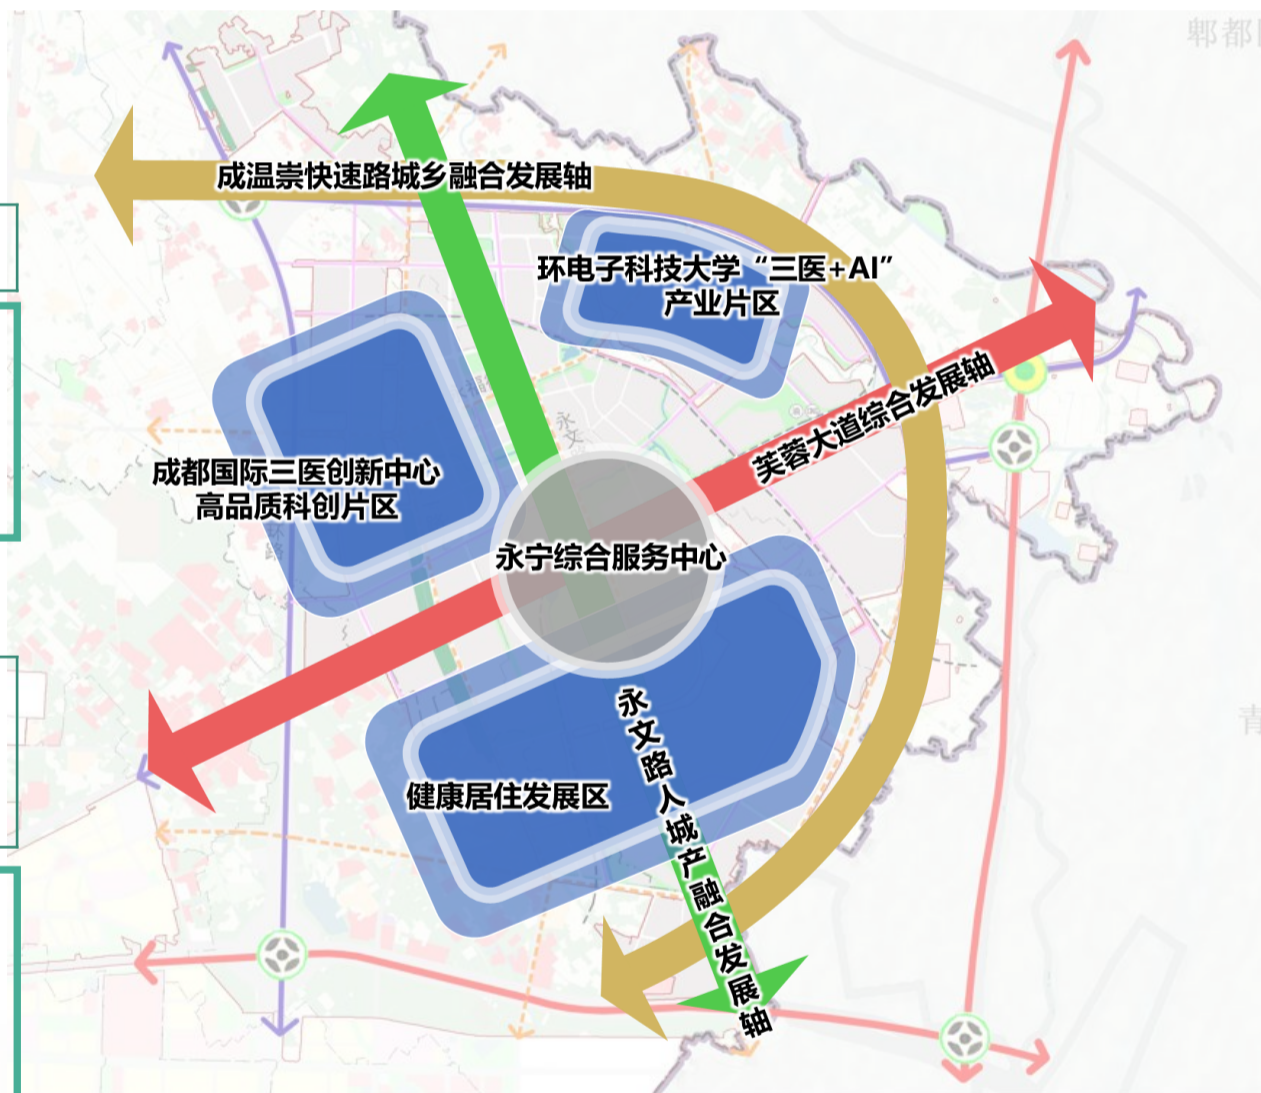 郫都
成温崇快速路城乡融合发展轴
环电子科技大学“三医+AI”
产业片区
芙蓉大道综合发展轴
永文
成都国际三医创新中心
高品质科创片区
永宁综合服务中心
永文路人城产融合发展轴
青
健康居住发展区